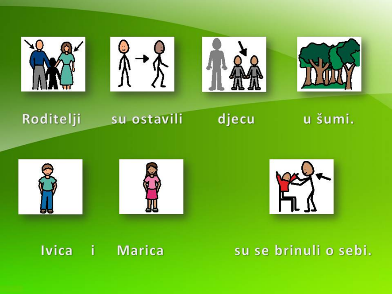 Roditelji su ostavili djecu u šumi.
Ivica i Marica su se brinuli o sebi.